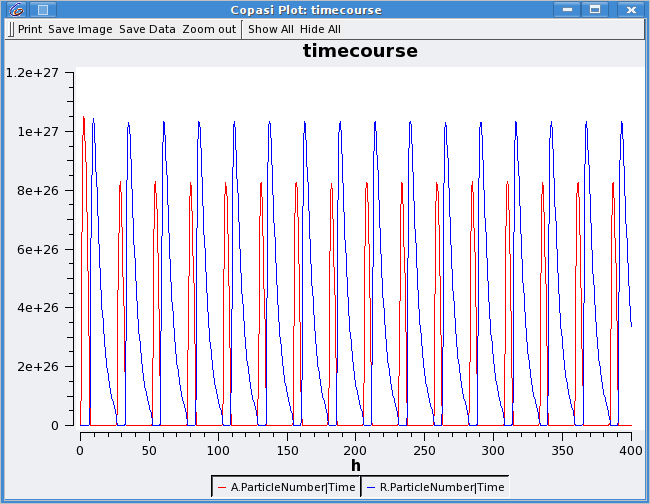 Copasi Plot: timecourse
Print Save Image Save Data Zoom out Show All Hide All
timecourse
1.2e+27
1e+27
8e+26
6e+26
4e+26
2e+26
0
0 50 100 150 200 250 300 350 400
h
— A.ParticleNumber|Time — R.ParticleNumber|Time